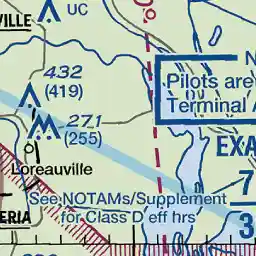 VILLE
UC
432
(419)
271
(255)
Pilots are
Terminal A
EXA
Loreauville
See NOTAMs/Supplement
for Class D eff hrs
ERIA
7
3